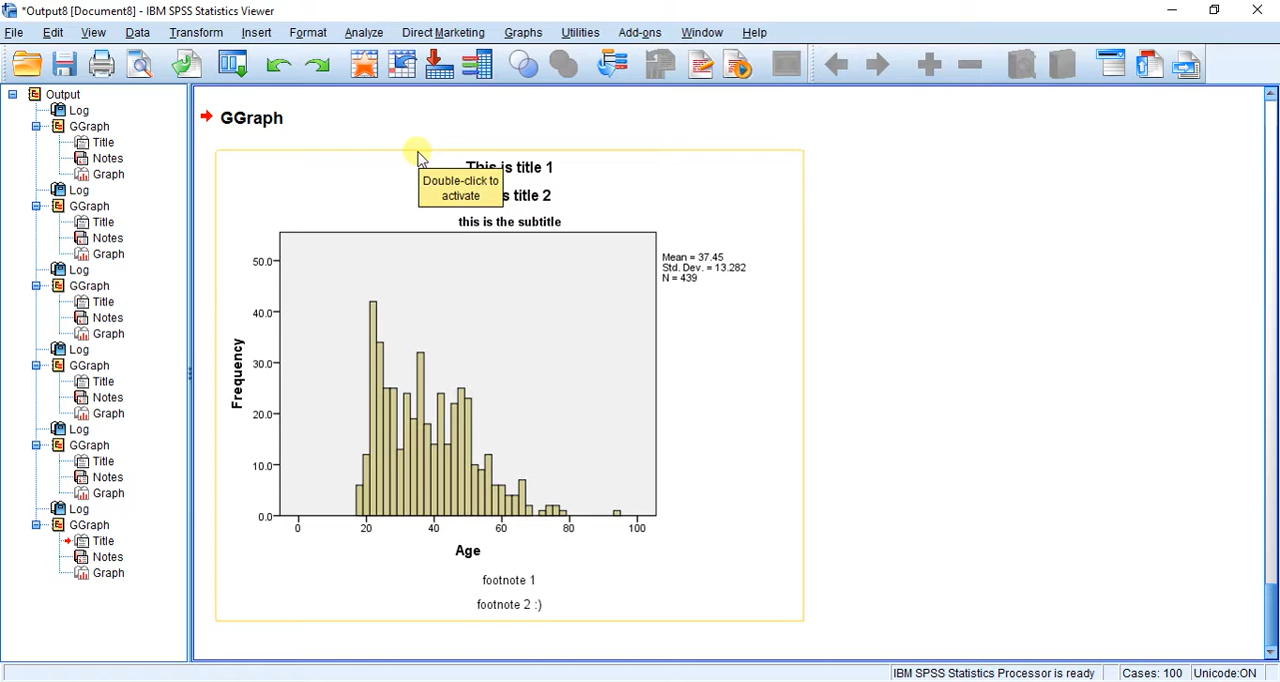 *Output8 [Document8] - IBM SPSS Statistics Viewer
File Edit View Data Transform Insert Format Analyze Direct Marketing Graphs Utilities Add-ons Window Help
Output
Log
GGraph
Title
Notes
Graph
Log
GGraph
Title
Notes
Graph
Log
GGraph
Title
Notes
Graph
Log
GGraph
Title
Notes
Graph
Log
GGraph
Title
Notes
Graph
Log
GGraph
Title
Notes
Graph
GGraph
This is title 1
Double-click to
activate
s title 2
this is the subtitle
Mean = 37.45
Std. Dev. = 13.282
N = 439
Frequency
50.0
40.0
30.0
20.0
10.0
0.0
0 20 40 60 80 100
Age
footnote 1
footnote 2 :)
IBM SPSS Statistics Processor is ready Cases: 100 Unicode:ON